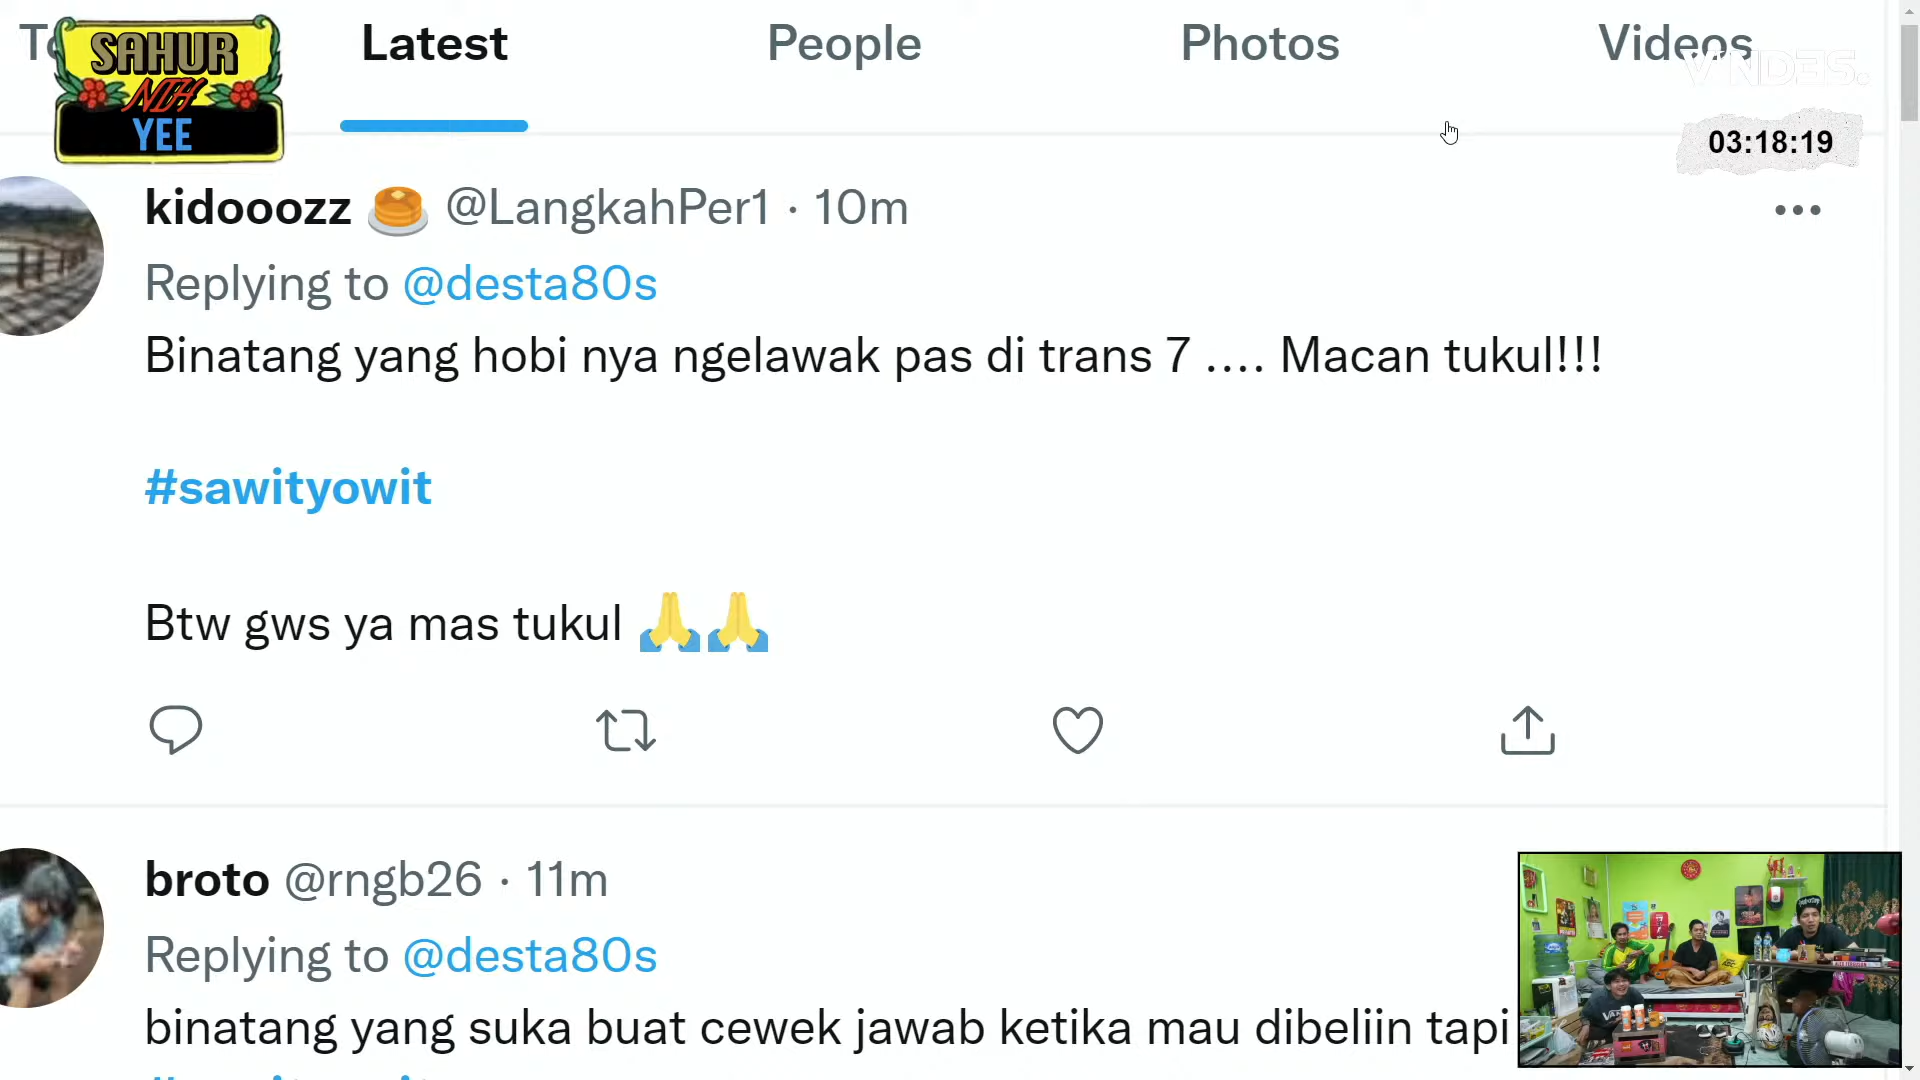 SAHUR
NIH
YEE
Latest
People
Photos
Videos
VINDES.
03:18:19
kidooozz 🥞 @LangkahPer1 · 10m
Replying to @desta80s
Binatang yang hobi nya ngelawak pas di trans 7 .... Macan tukul!!!
#sawityowit
Btw gws ya mas tukul 🙏🙏
broto @rngb26 · 11m
Replying to @desta80s
binatang yang suka buat cewek jawab ketika mau dibeliin tapi